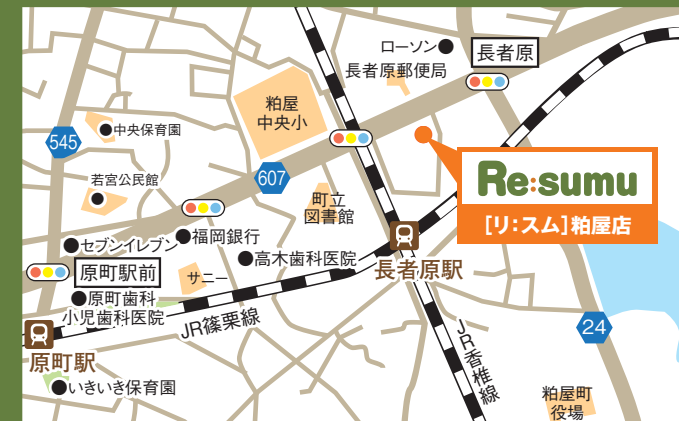 ローソン
長者原
長者原郵便局
粕屋
中央小
中央保育園
545
若宮公民館
607
町立
図書館
Re:sumu
[リ:スム]粕屋店
セブンイレブン
福岡銀行
原町駅前
サニー
高木歯科医院
長者原駅
原町歯科
小児歯科医院
JR篠栗線
原町駅
いきいき保育園
JR香椎線
24
粕屋町
役場